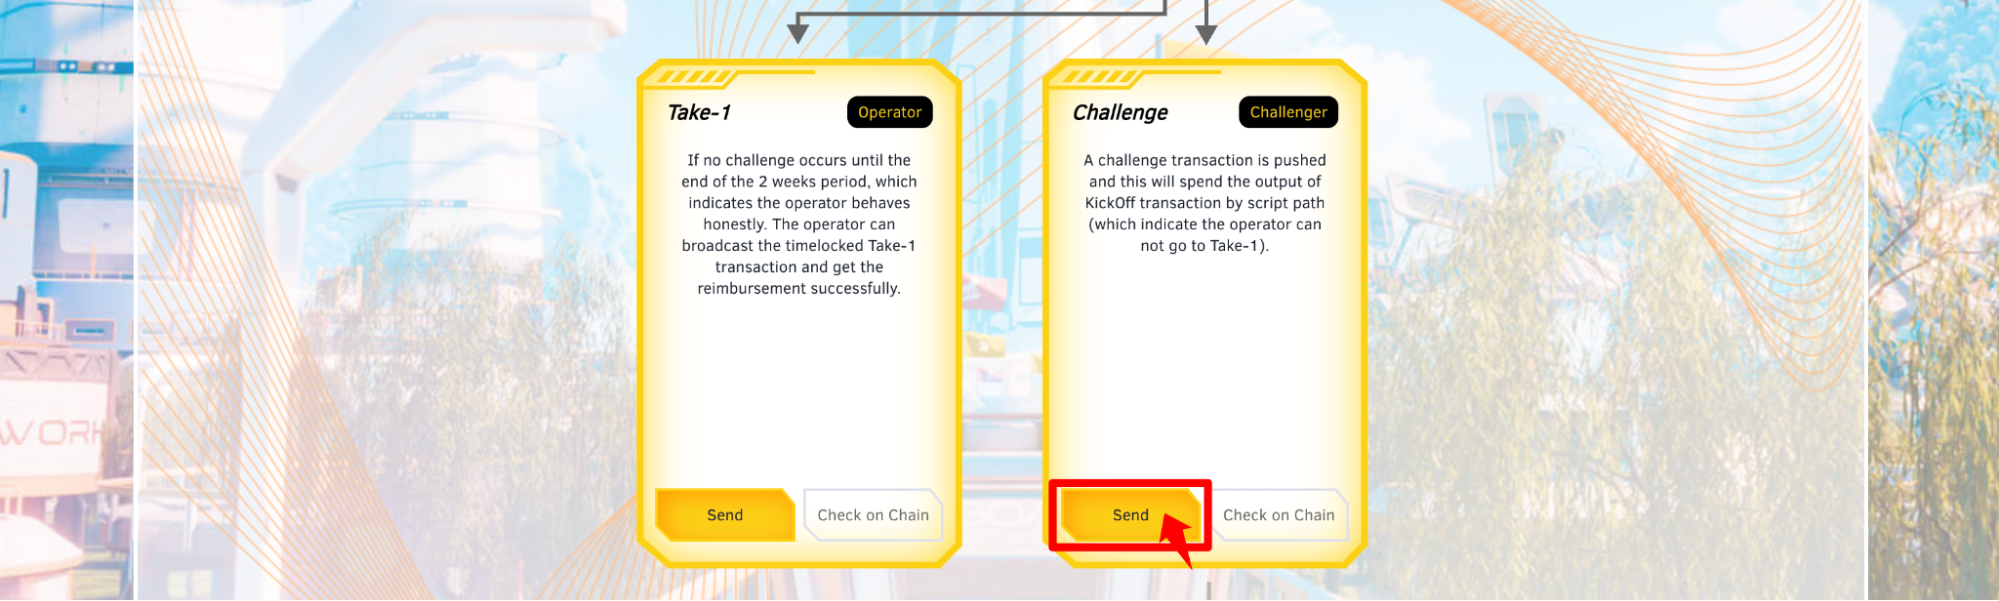 Take-1
Operator
If no challenge occurs until the
end of the 2 weeks period, which
indicates the operator behaves
honestly. The operator can
broadcast the timelocked Take-1
transaction and get the
reimbursement successfully.
Send
Check on Chain
Challenge
Challenger
A challenge transaction is pushed
and this will spend the output of
KickOff transaction by script path
(which indicate the operator can
not go to Take-1).
Send
Check on Chain
WORK